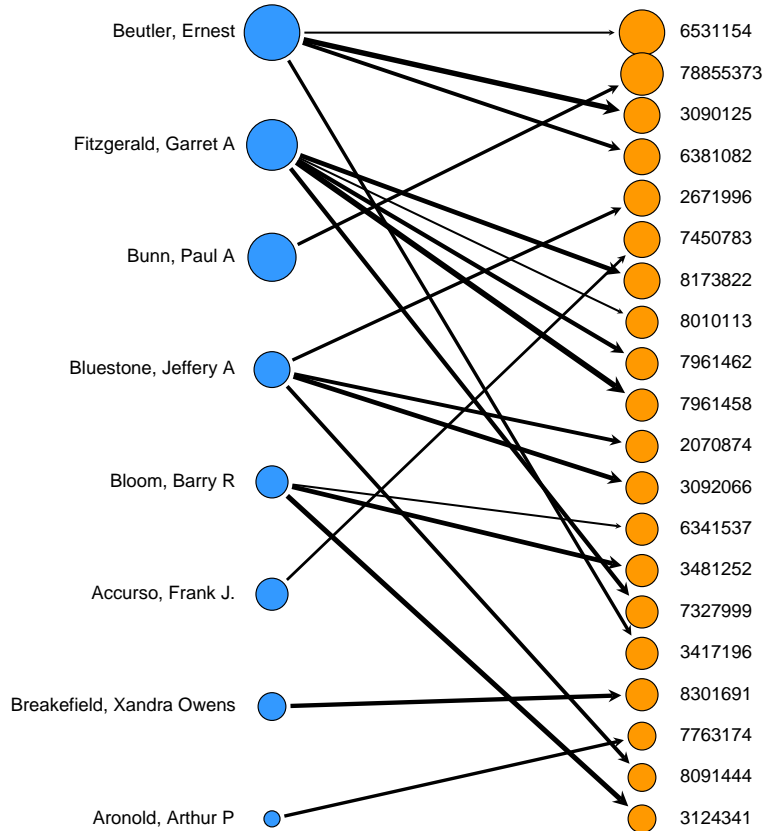 Beutler, Ernest
Fitzgerald, Garret A
Bunn, Paul A
Bluestone, Jeffery A
Bloom, Barry R
Accurso, Frank J.
Breakefield, Xandra Owens
Aronold, Arthur P
6531154
78855373
3090125
6381082
2671996
7450783
8173822
8010113
7961462
7961458
2070874
3092066
6341537
3481252
7327999
3417196
8301691
7763174
8091444
3124341